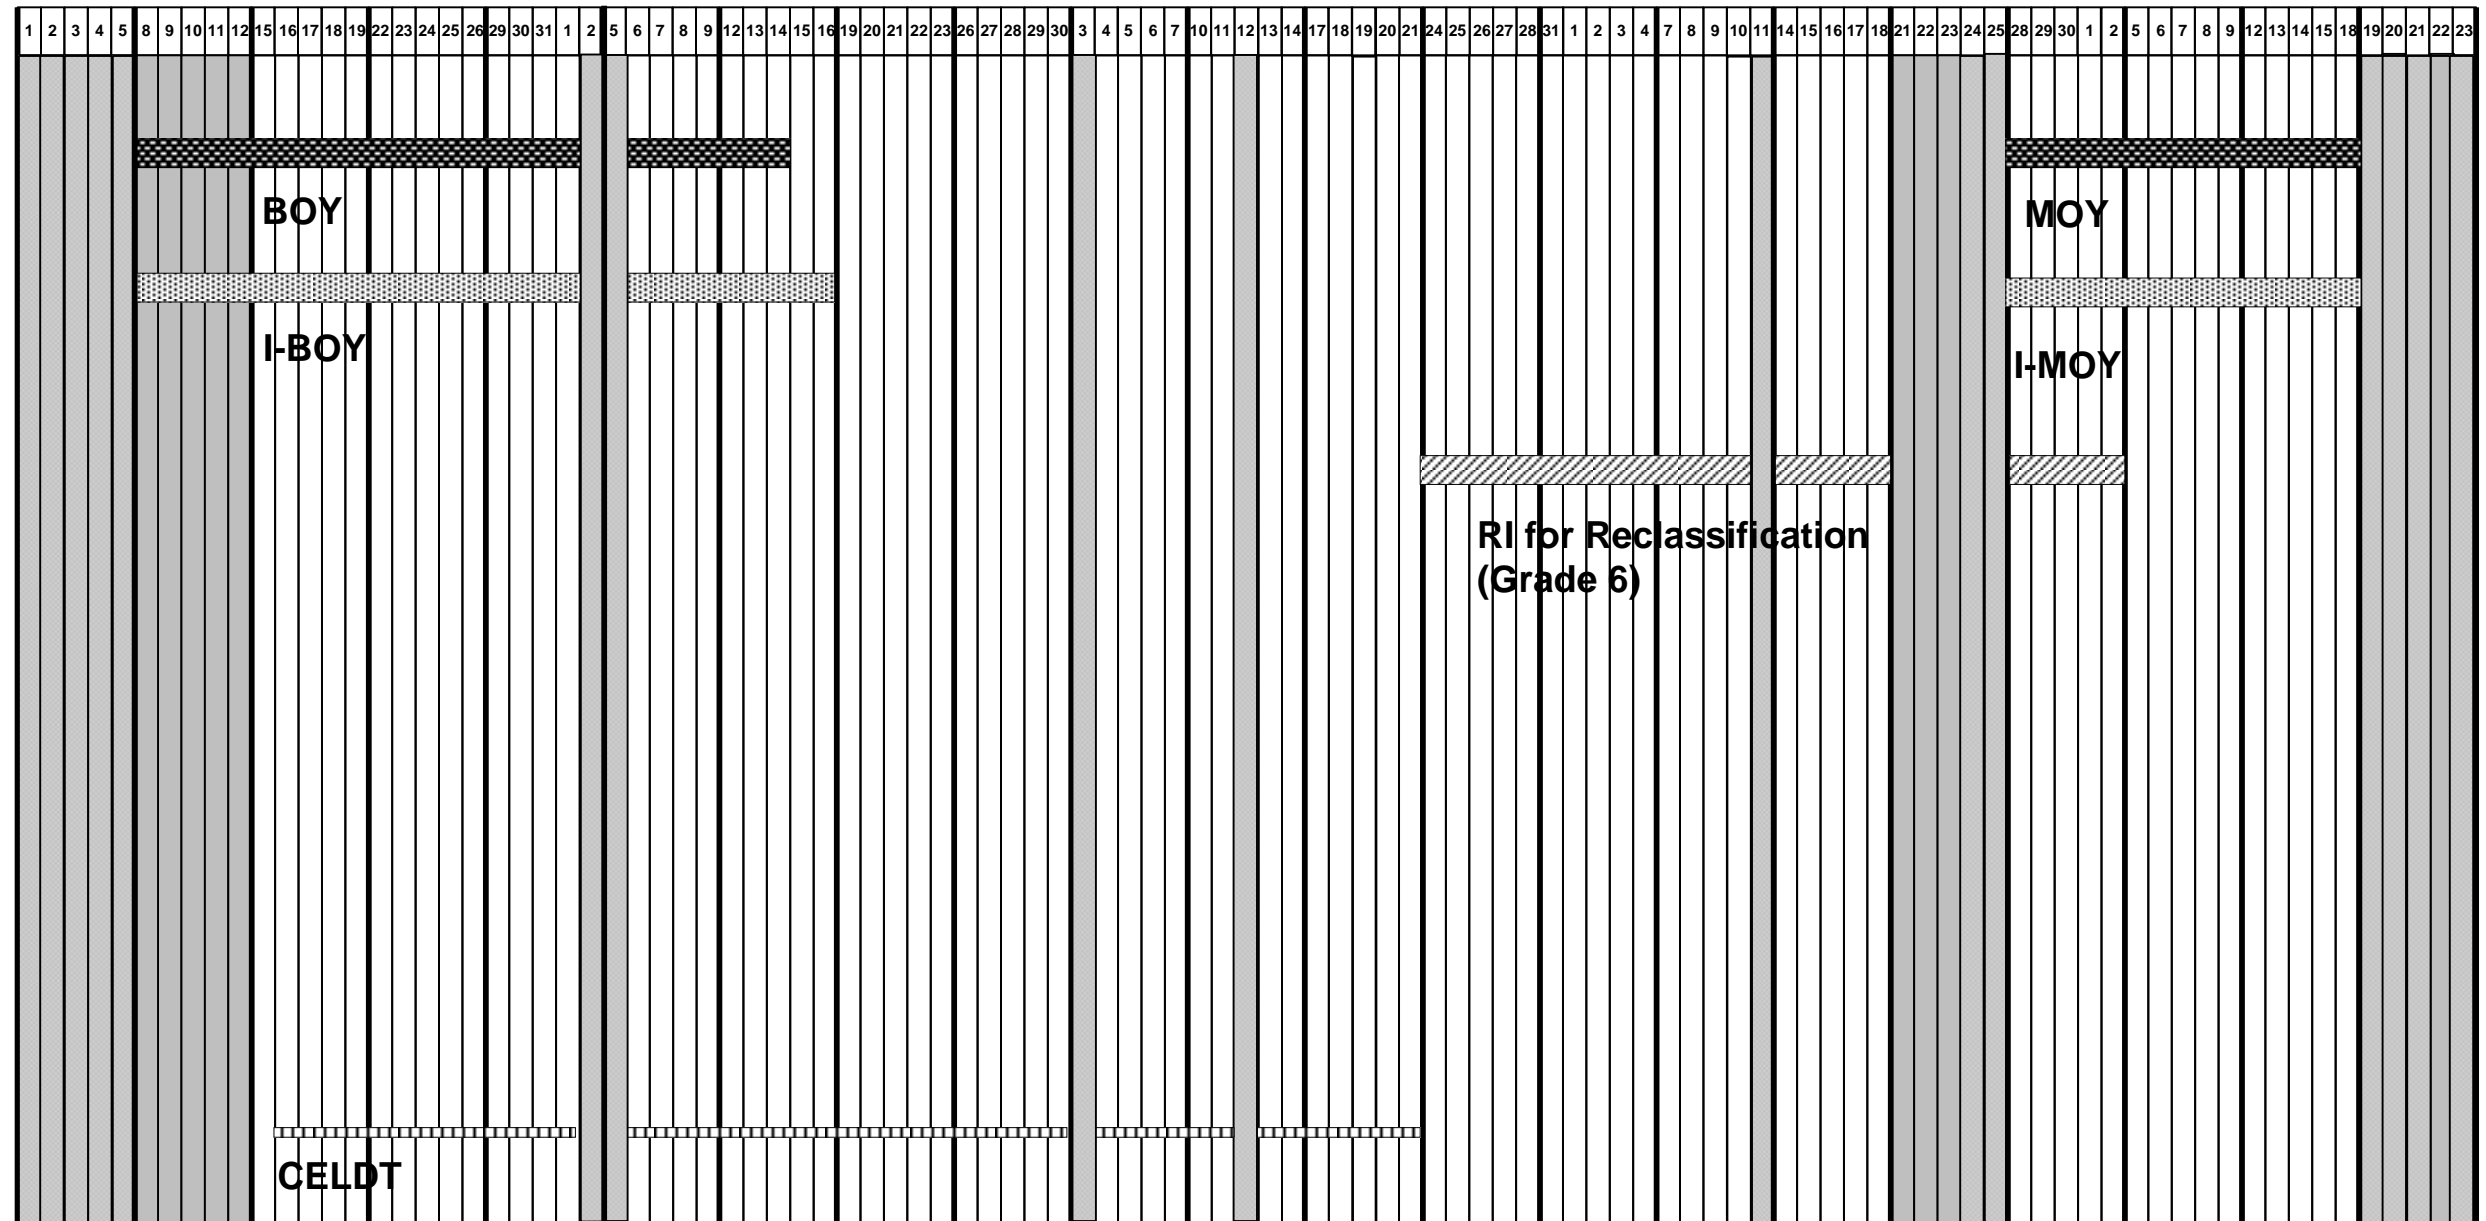 1 2 3 4 5 8 9 10 11 12 15 16 17 18 19 22 23 24 25 26 29 30 31 1 2 5 6 7 8 9 12 13 14 15 16 19 20 21 22 23 26 27 28 29 30 3 4 5 6 7 10 11 12 13 14 17 18 19 20 21 24 25 26 27 28 31 1 2 3 4 7 8 9 10 11 14 15 16 17 18 21 22 23 24 25 28 29 30 1 2 5 6 7 8 9 12 13 14 15 18 19 20 21 22 23
BOY
MOY
I-BOY
I-MOY
RI for Reclassification
(Grade 6)
CELDT